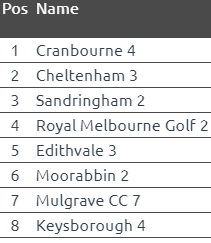 Pos Name
1 Cranbourne 4
2 Cheltenham 3
3 Sandringham 2
4 Royal Melbourne Golf 2
5 Edithvale 3
6 Moorabbin 2
7 Mulgrave CC 7
8 Keysborough 4